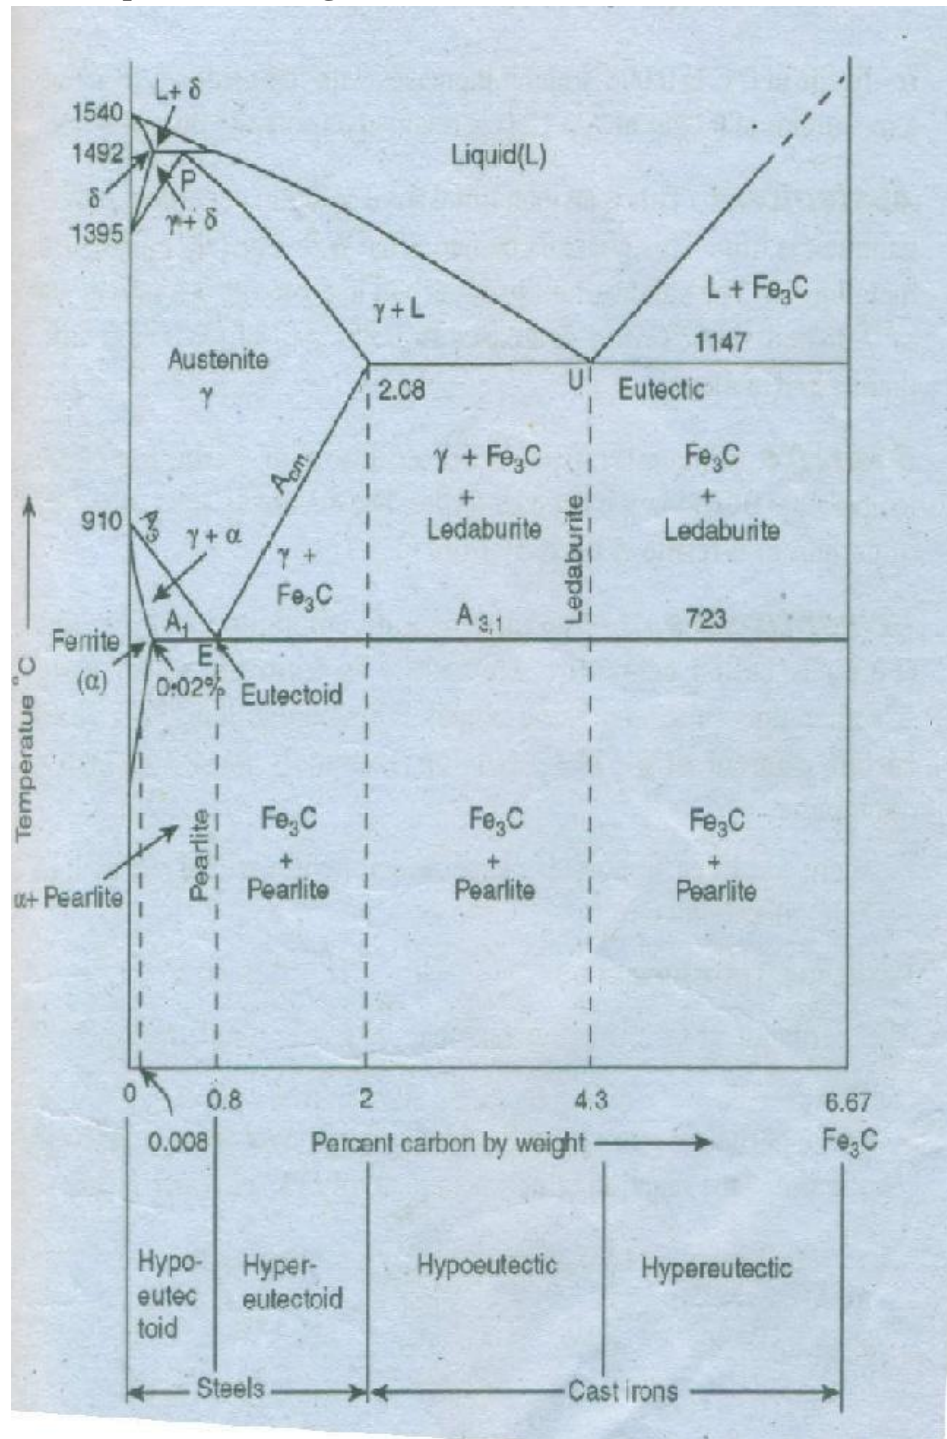 L+ δ
1540
1492
Liquid(L)
δ
P
γ+ δ
1395
L + Fe₃C
γ+L
1147
Austenite
γ
2.08
U
Eutectic
Acm
γ + Fe₃C
+
Ledaburite
Fe₃C
+
Ledaburite
Ledaburite
910
A₃
γ + α
γ +
Fe₃C
A₁
A₃,₁
723
Ferrite
(α)
E
0.02%
Eutectoid
Temperatue °C
Pearlite
Fe₃C
+
Pearlite
Fe₃C
+
Pearlite
Fe₃C
+
Pearlite
α+ Pearlite
0
0.8
2
4.3
6.67
0.008
Percent carbon by weight
Fe₃C
Hypo-
eutec
toid
Hyper-
eutectoid
Hypoeutectic
Hypereutectic
Steels
Cast irons